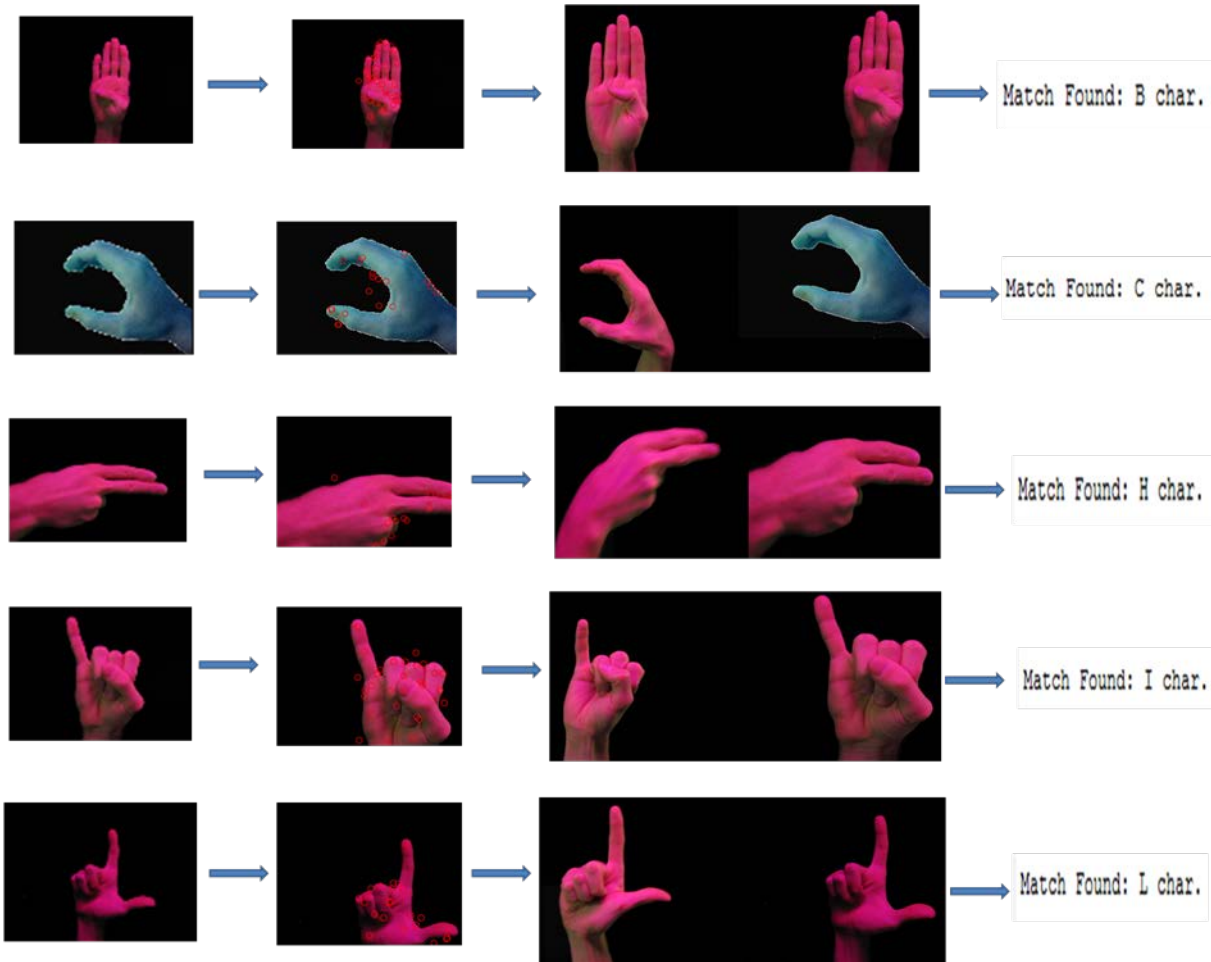 Match Found: B char.
Match Found: C char.
Match Found: H char.
Match Found: I char.
Match Found: L char.